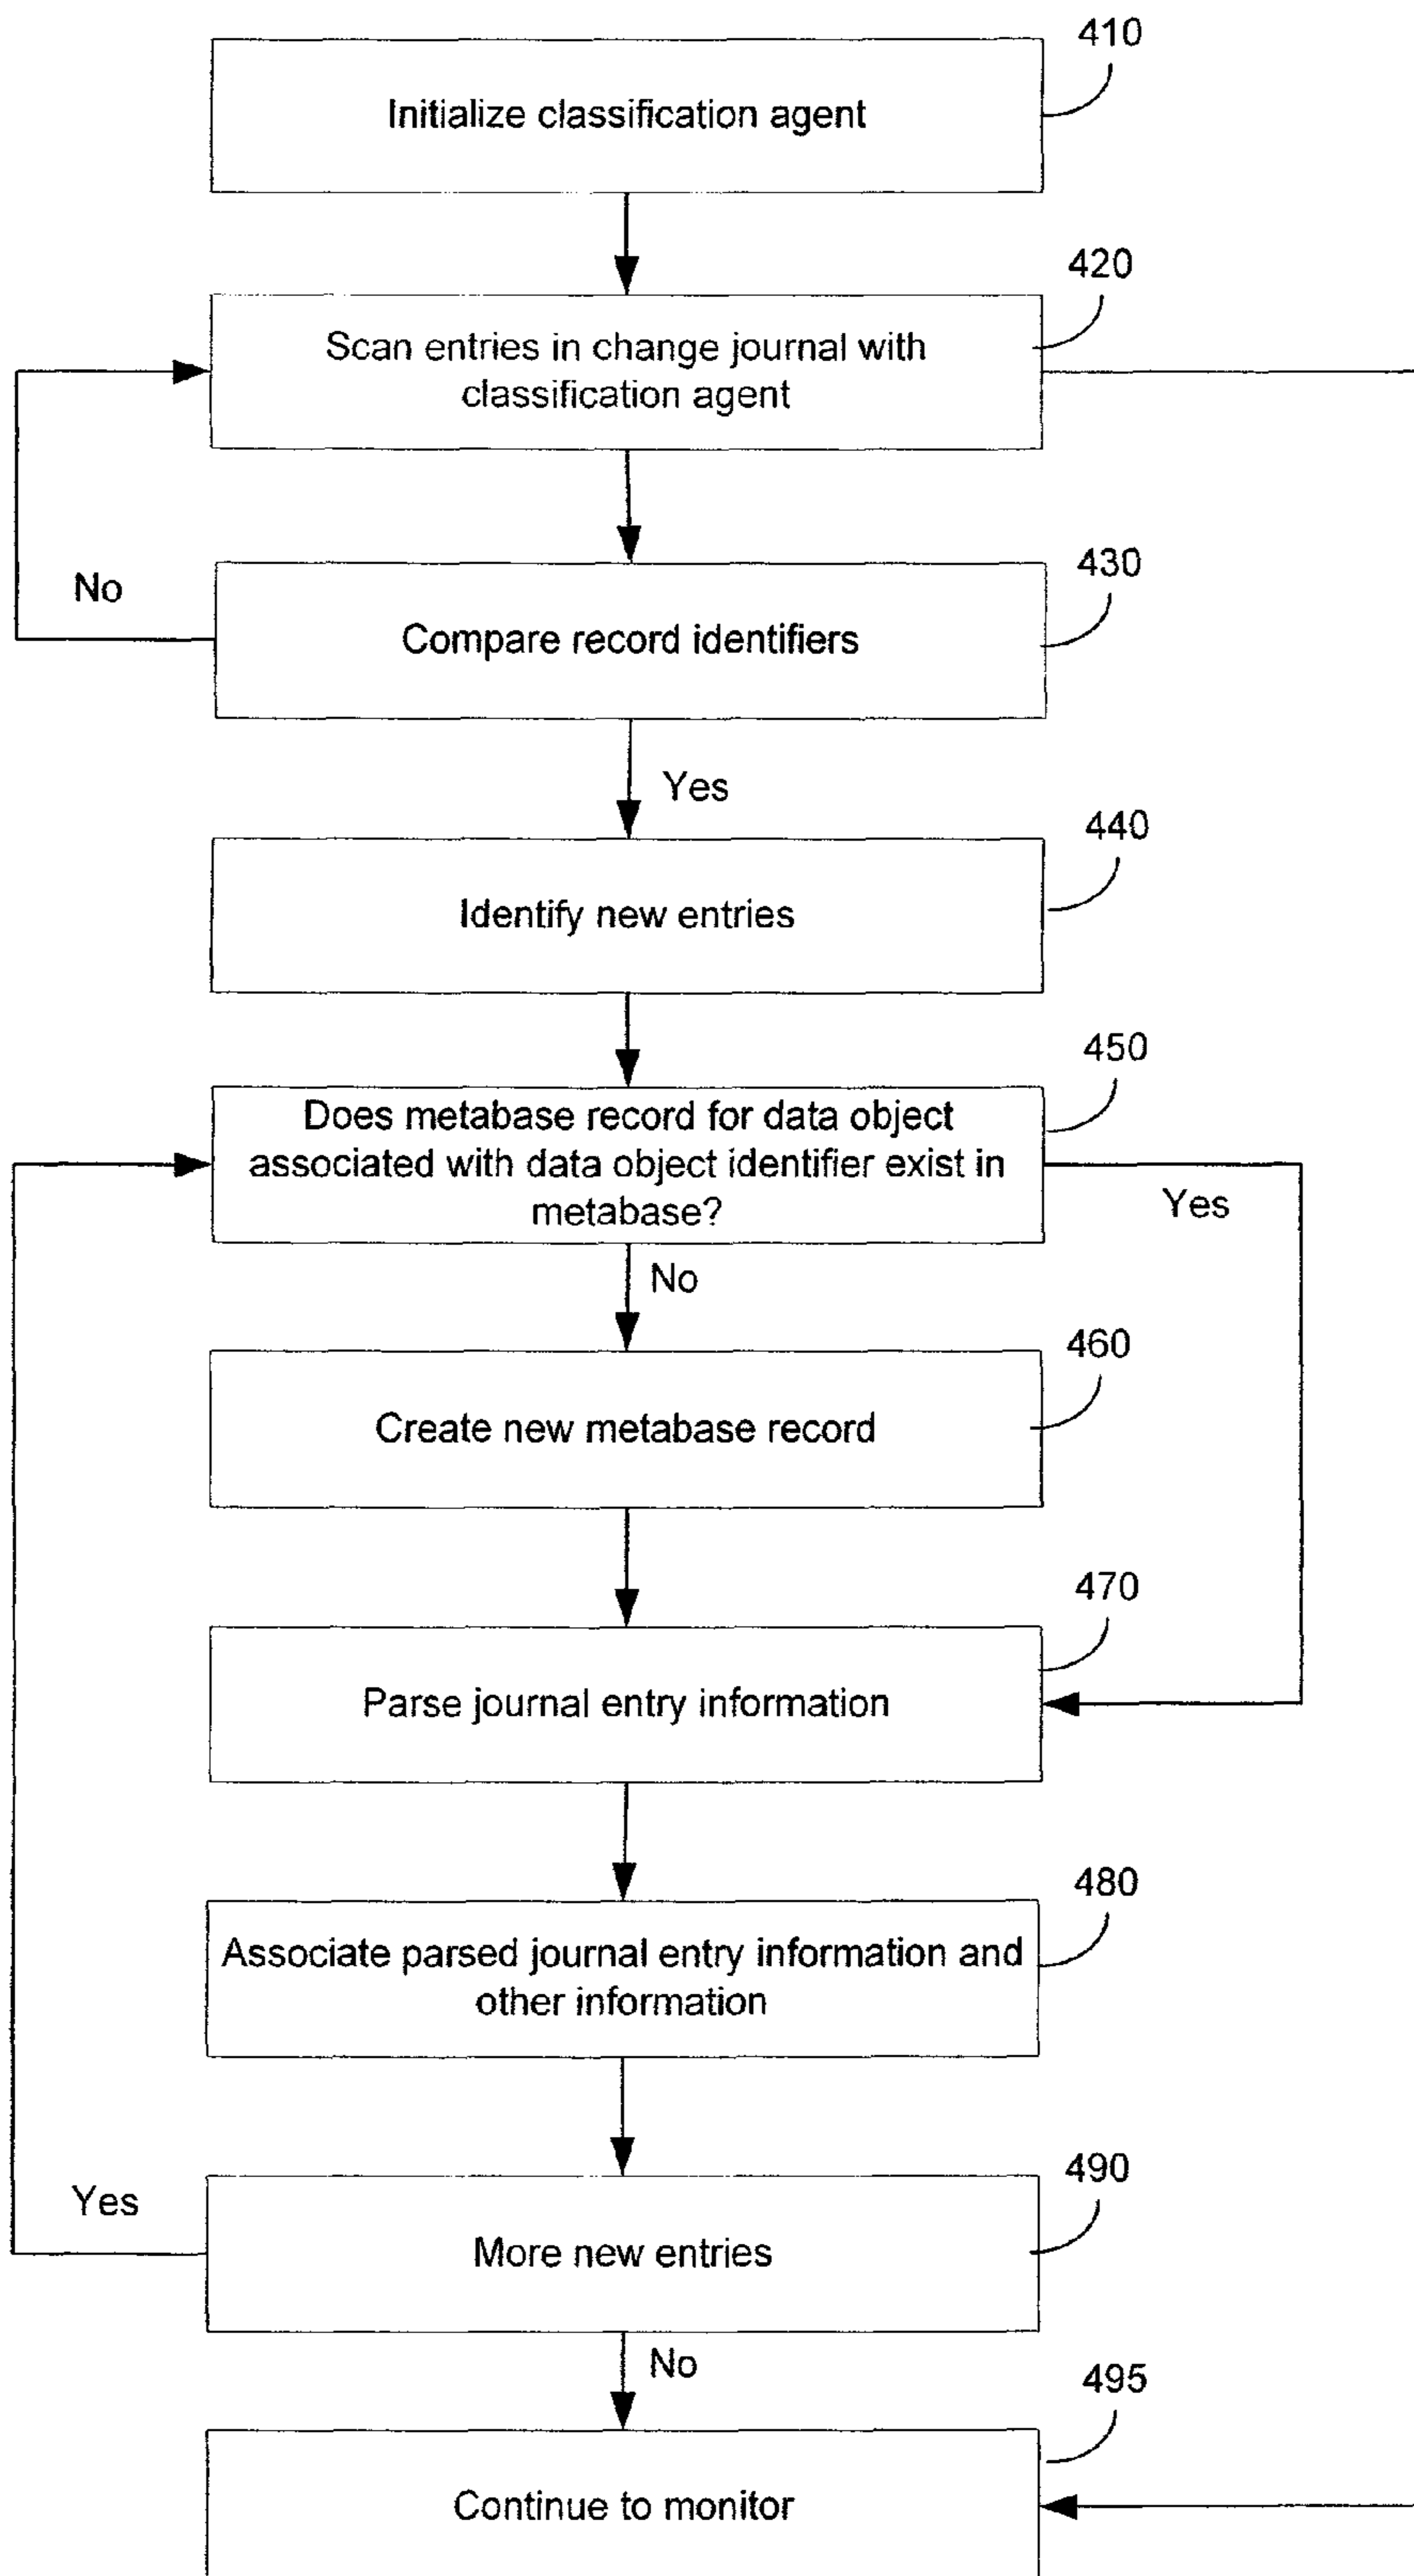 410
Initialize classification agent
420
Scan entries in change journal with
classification agent
430
No
Compare record identifiers
Yes
440
Identify new entries
450
Does metabase record for data object
associated with data object identifier exist in
metabase?
Yes
No
460
Create new metabase record
470
Parse journal entry information
480
Associate parsed journal entry information and
other information
490
Yes
More new entries
No
495
Continue to monitor